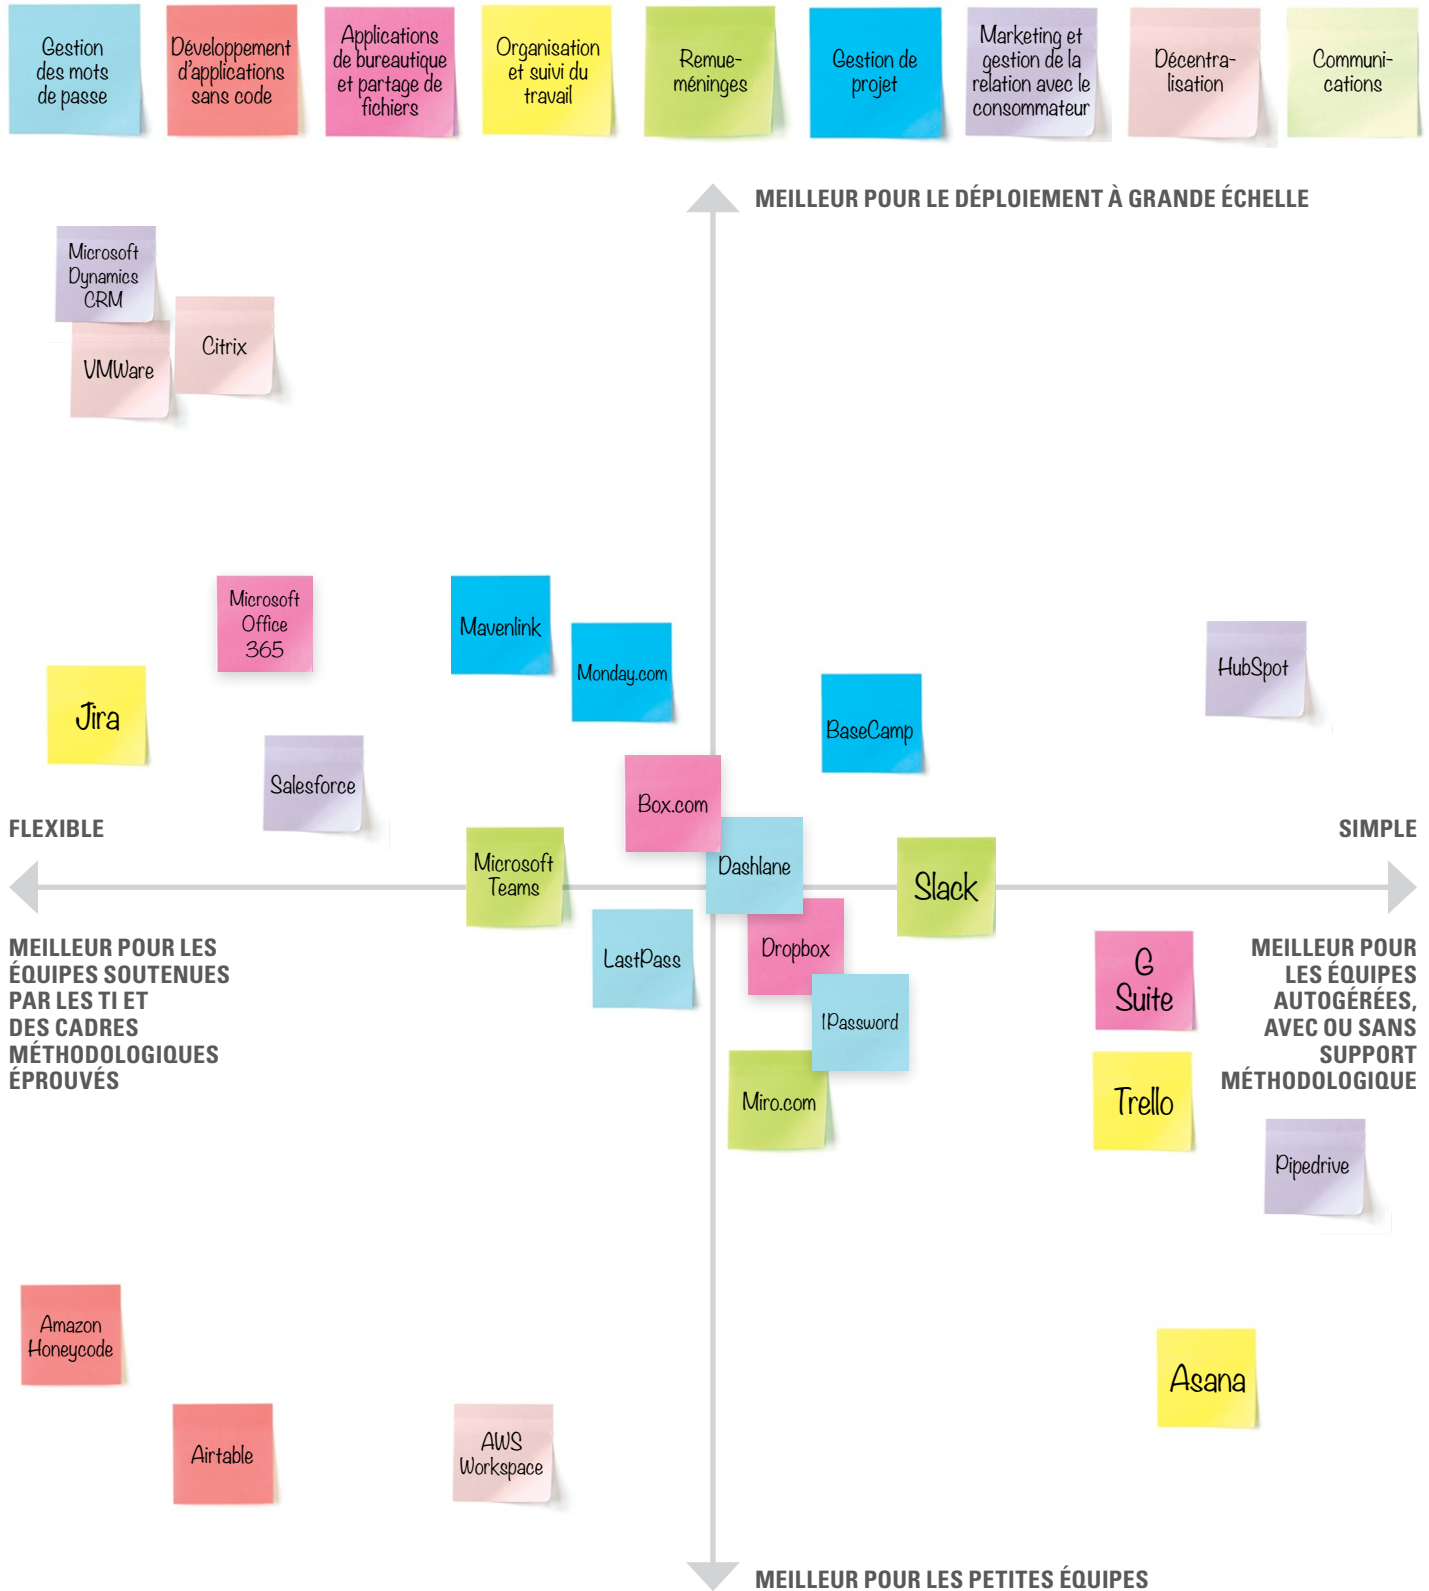 Gestion
des mots
de passe
Développement
d'applications
sans code
Applications
de bureautique
et partage de
fichiers
Organisation
et suivi du
travail
Remue-
méninges
Gestion de
projet
Marketing et
gestion de la
relation avec le
consommateur
Décentra-
lisation
Communi-
cations
MEILLEUR POUR LE DÉPLOIEMENT À GRANDE ÉCHELLE
Microsoft
Dynamics
CRM
VMWare
Citrix
Microsoft
Office
365
Mavenlink
Monday.com
HubSpot
Jira
BaseCamp
Salesforce
Box.com
FLEXIBLE
SIMPLE
Microsoft
Teams
Dashlane
Slack
MEILLEUR POUR LES
ÉQUIPES SOUTENUES
PAR LES TI ET
DES CADRES
MÉTHODOLOGIQUES
ÉPROUVÉS
LastPass
Dropbox
G
Suite
MEILLEUR POUR
LES ÉQUIPES
AUTOGÉRÉES,
AVEC OU SANS
SUPPORT
MÉTHODOLOGIQUE
1Password
Miro.com
Trello
Pipedrive
Amazon
Honeycode
Asana
Airtable
AWS
Workspace
MEILLEUR POUR LES PETITES ÉQUIPES